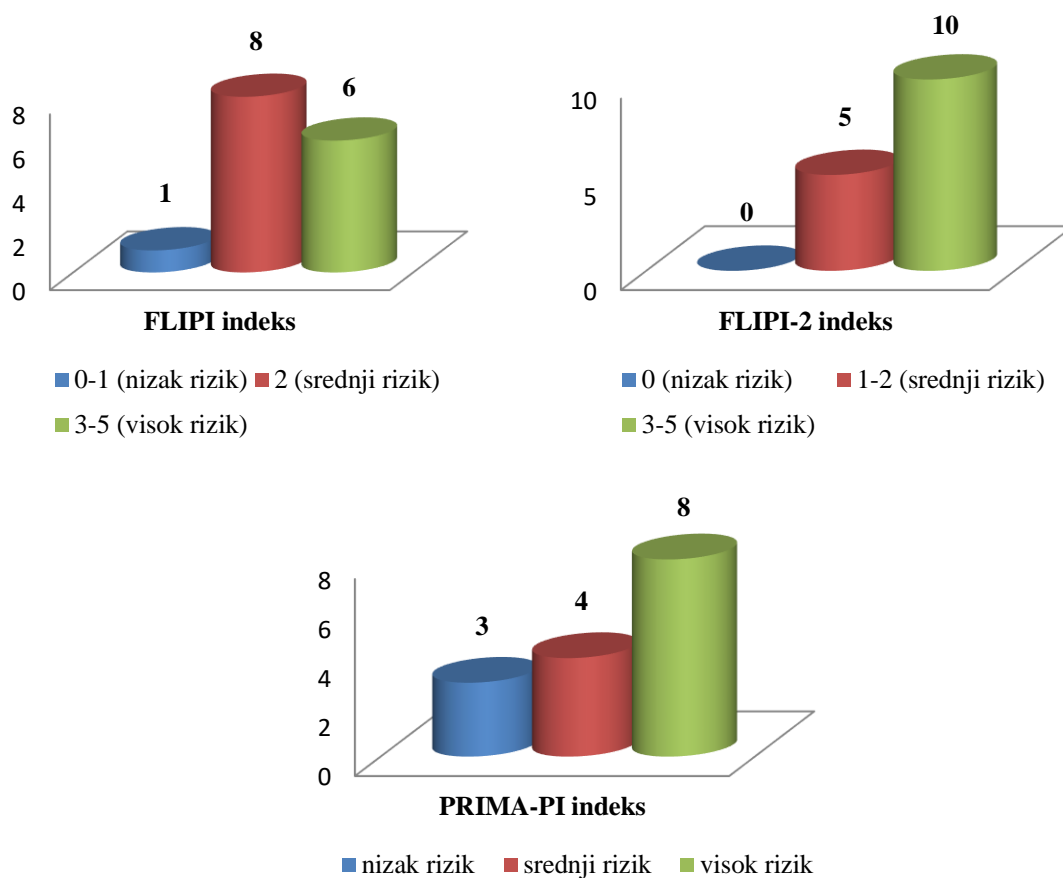 8
6
1
8
6
4
2
0
FLIPI indeks
0-1 (nizak rizik) 2 (srednji rizik)
3-5 (visok rizik)
10
5
0
10
5
0
FLIPI-2 indeks
0 (nizak rizik) 1-2 (srednji rizik)
3-5 (visok rizik)
8
4
3
8
6
4
2
0
PRIMA-PI indeks
nizak rizik srednji rizik visok rizik